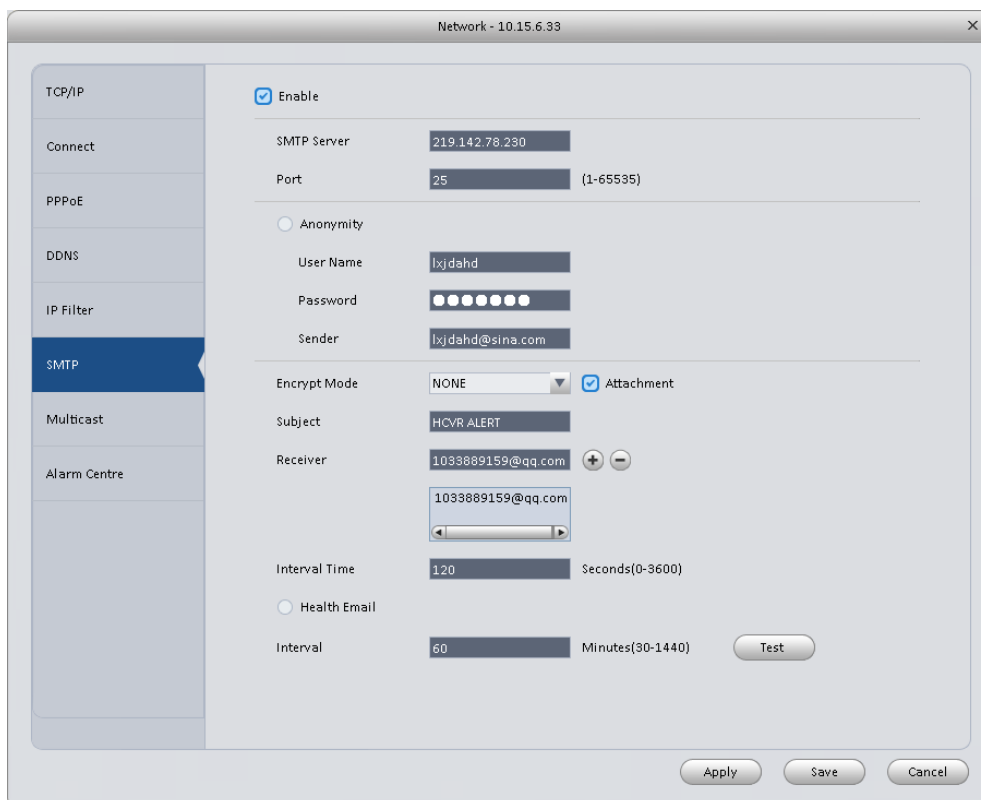 Network - 10.15.6.33
TCP/IP
Connect
PPPoE
DDNS
IP Filter
SMTP
Multicast
Alarm Centre
Enable
SMTP Server 219.142.78.230
Port 25 (1-65535)
Anonymity
User Name lxjdahd
Password ●●●●●●●
Sender lxjdahd@sina.com
Encrypt Mode NONE Attachment
Subject HCVR ALERT
Receiver 1033889159@qq.com
1033889159@qq.com
Interval Time 120 Seconds(0-3600)
Health Email
Interval 60 Minutes(30-1440) Test
Apply Save Cancel